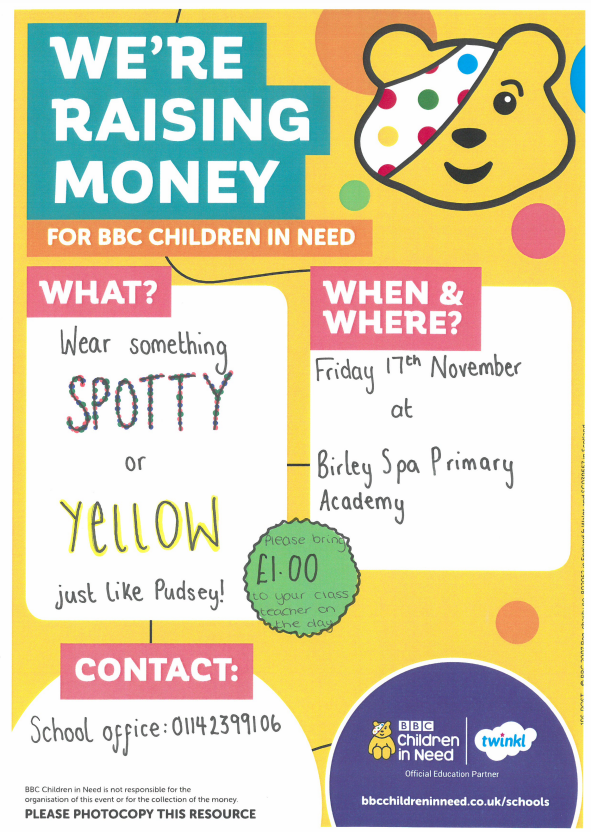 WE'RE
RAISING
MONEY
FOR BBC CHILDREN IN NEED
WHAT?
Wear something
SPOTTY
or
YELLOW
just like Pudsey!
WHEN &
WHERE?
Friday 17th November
at
Birley Spa Primary
Academy
Please bring
£1.00
to your class
teacher on
the day
CONTACT:
School office: 01142399106
BBC Children in Need is not responsible for the
organisation of this event or for the collection of the money.
PLEASE PHOTOCOPY THIS RESOURCE
BBC
Children
in Need
twinkl
Official Education Partner
bbcchildreninneed.co.uk/schools